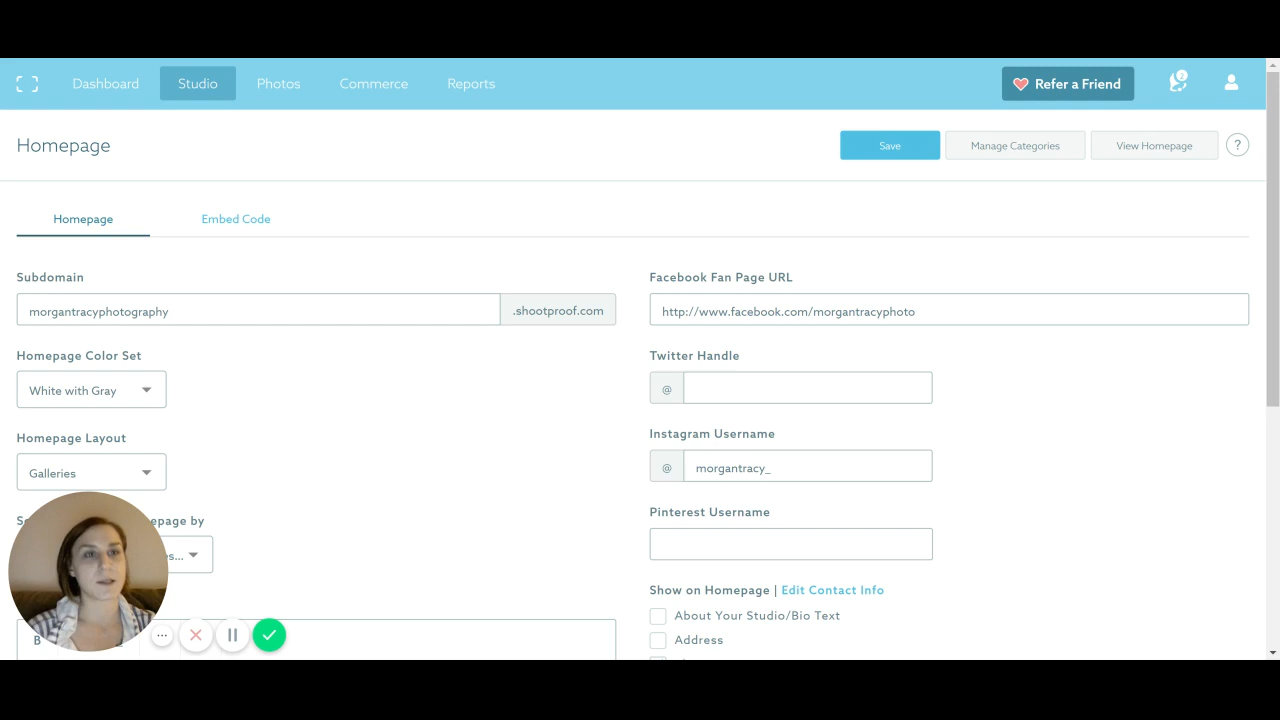 Dashboard Studio Photos Commerce Reports Refer a Friend 2
Homepage Save Manage Categories View Homepage ?
Homepage Embed Code
Subdomain
morgantracyphotography .shootproof.com
Homepage Color Set
White with Gray
Homepage Layout
Galleries
epage by
s...
B
Facebook Fan Page URL
http://www.facebook.com/morgantracyphoto
Twitter Handle
@
Instagram Username
@ morgantracy_
Pinterest Username
Show on Homepage | Edit Contact Info
About Your Studio/Bio Text
Address